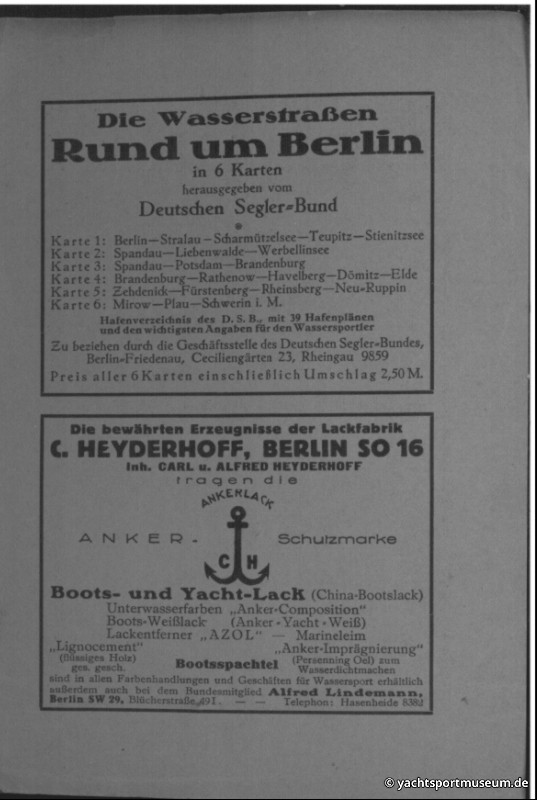 Die Wasserstraßen
Rund um Berlin
in 6 Karten
herausgegeben vom
Deutschen Segler=Bund
Karte 1: Berlin—Stralau—Scharmützelsee—Teupitz—Stienitzsee
Karte 2: Spandau—Liebenwalde—Werbellinsee
Karte 3: Spandau—Potsdam—Brandenburg
Karte 4: Brandenburg—Rathenow—Havelberg—Dömitz—Elde
Karte 5: Zehdenick—Fürstenberg—Rheinsberg—Neu=Ruppin
Karte 6: Mirow—Plau—Schwerin i. M.
Hafenverzeichnis des D. S. B., mit 39 Hafenplänen
und den wichtigsten Angaben für den Wassersportler
Zu beziehen durch die Geschäftsstelle des Deutschen Segler=Bundes,
Berlin=Friedenau, Ceciliengärten 23, Rheingau 9859
Preis aller 6 Karten einschließlich Umschlag 2,50 M.
Die bewährten Erzeugnisse der Lackfabrik
C. HEYDERHOFF, BERLIN SO 16
Inh. CARL u. ALFRED HEYDERHOFF
tragen die
ANKERLACK
ANKER- Schutzmarke
C H
Boots- und Yacht-Lack (China-Bootslack)
Unterwasserfarben „Anker-Composition"
Boots-Weißlack (Anker-Yacht-Weiß)
Lackentferner „AZOL" — Marineleim
„Lignocement" „Anker-Imprägnierung"
(flüssiges Holz) Bootsspachtel (Persenning Oel) zum
ges. gesch. Wasserdichtmachen
sind in allen Farbenhandlungen und Geschäften für Wassersport erhältlich
außerdem auch bei dem Bundesmitglied Alfred Lindemann,
Berlin SW 29, Blücherstraße 49 I. — — Telephon: Hasenheide
© yachtsportmuseum.de